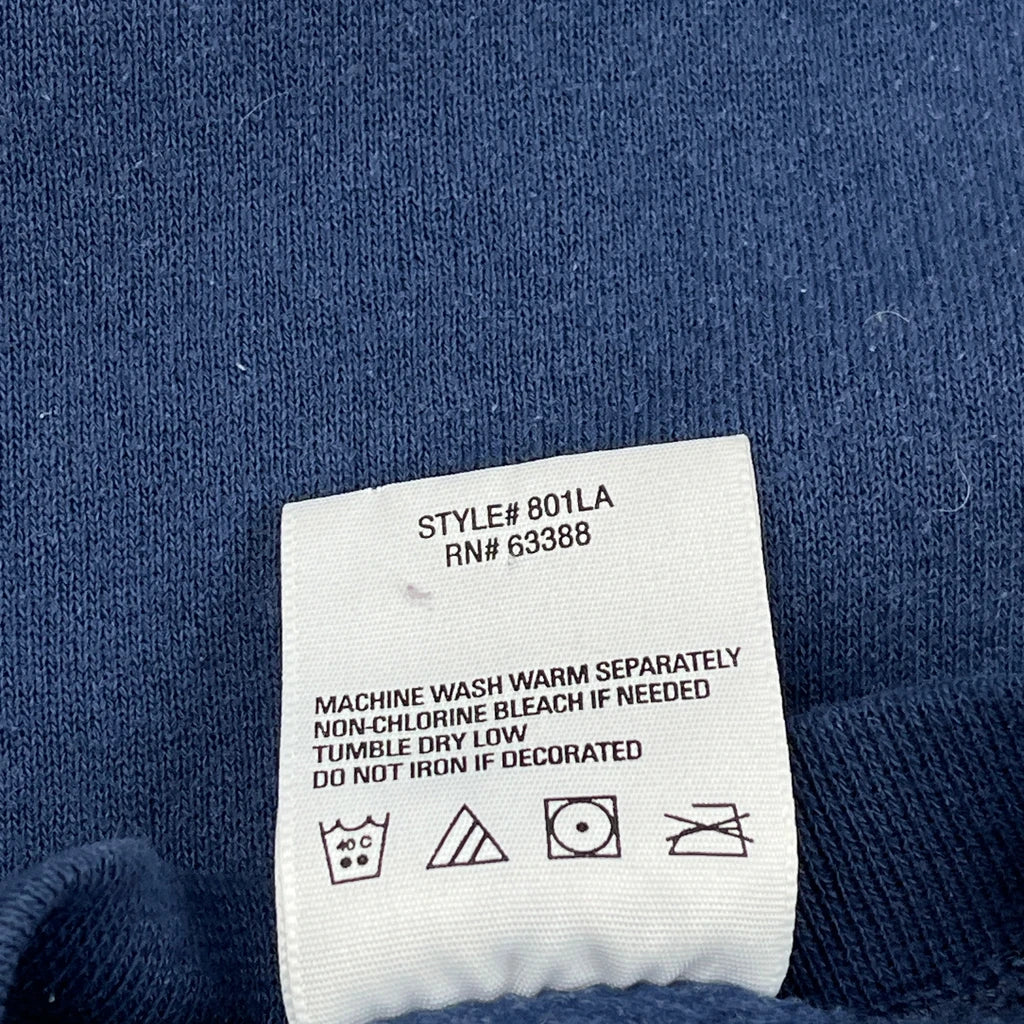 STYLE# 801LA
RN# 63388
MACHINE WASH WARM SEPARATELY
NON-CHLORINE BLEACH IF NEEDED
TUMBLE DRY LOW
DO NOT IRON IF DECORATED
40 C